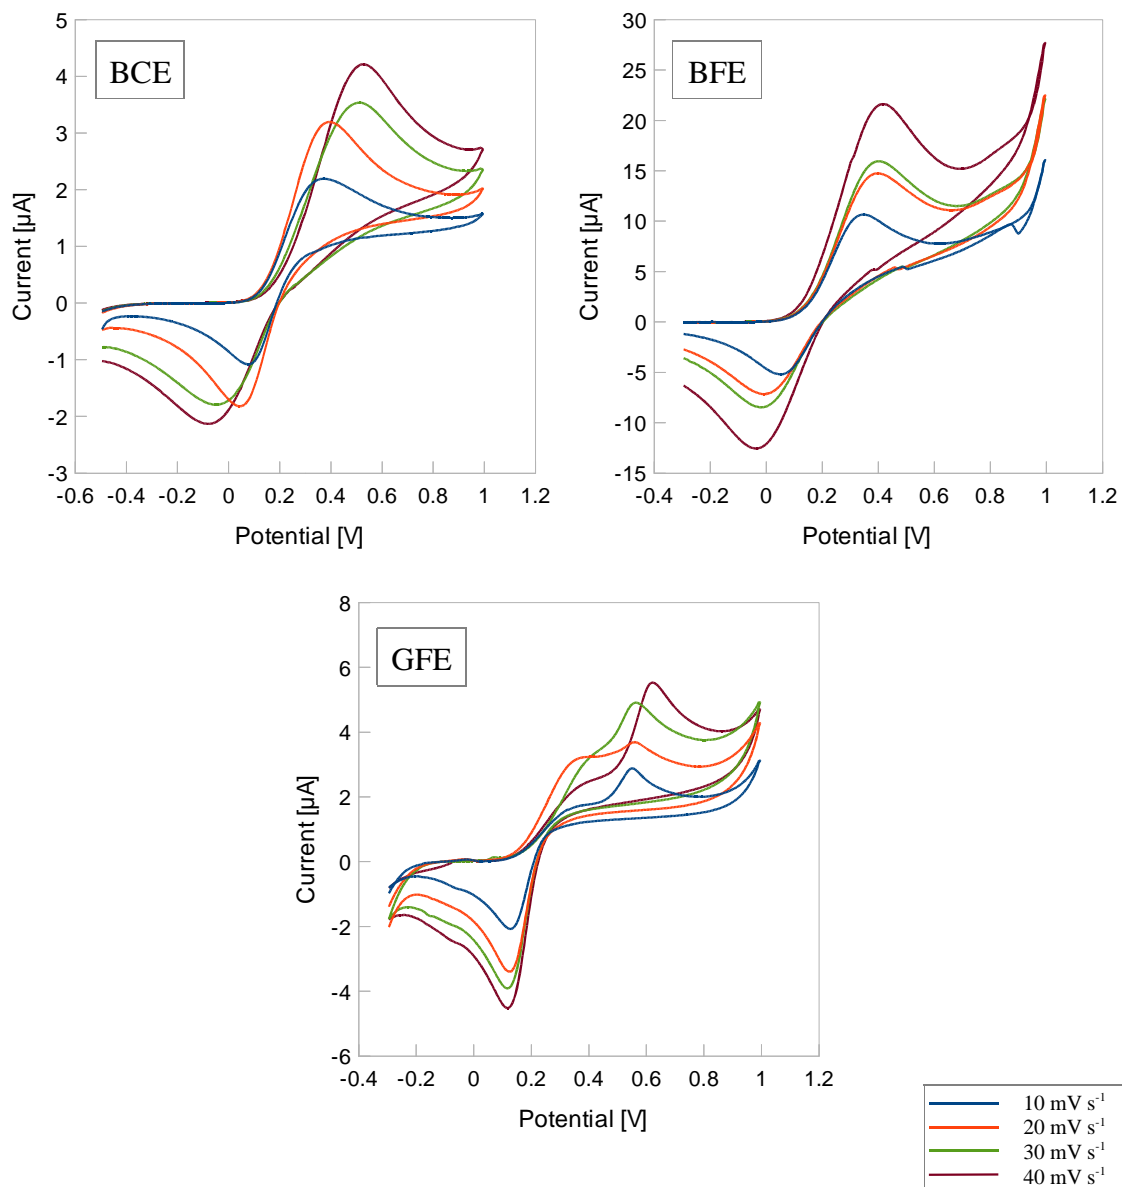 BCE
5
4
3
2
1
0
-1
-2
-3
Current [µA]
-0.6 -0.4 -0.2 0 0.2 0.4 0.6 0.8 1 1.2
Potential [V]
BFE
30
25
20
15
10
5
0
-5
-10
-15
Current [µA]
-0.4 -0.2 0 0.2 0.4 0.6 0.8 1 1.2
Potential [V]
GFE
8
6
4
2
0
-2
-4
-6
Current [µA]
-0.4 -0.2 0 0.2 0.4 0.6 0.8 1 1.2
Potential [V]
10 mV s⁻¹
20 mV s⁻¹
30 mV s⁻¹
40 mV s⁻¹